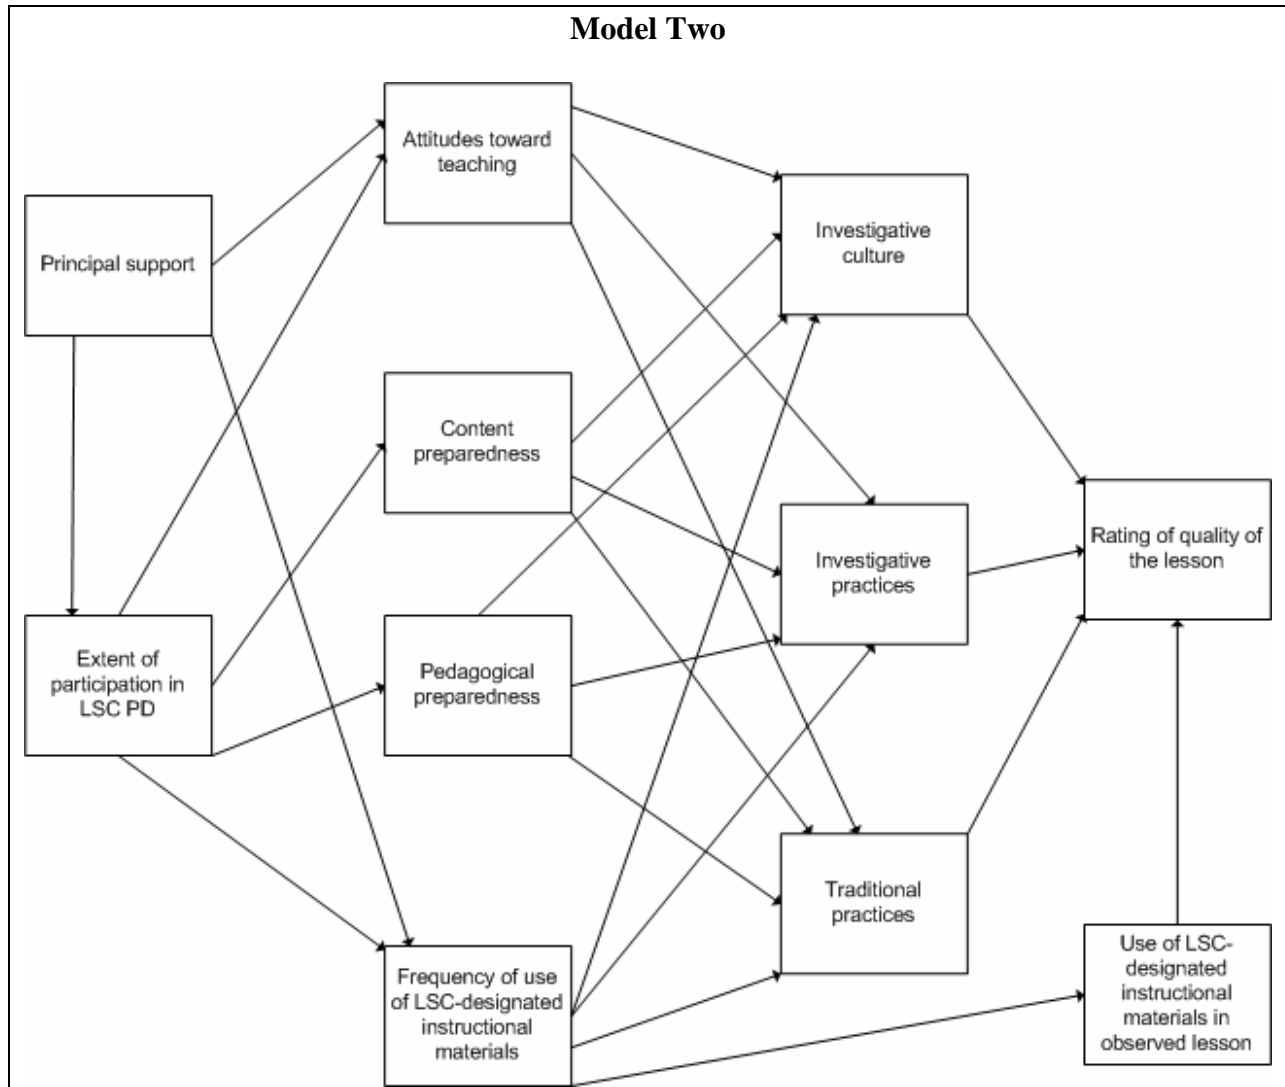 Model Two
Attitudes toward
teaching
Principal support
Investigative
culture
Content
preparedness
Rating of quality of
the lesson
Investigative
practices
Extent of
participation in
LSC PD
Pedagogical
preparedness
Traditional
practices
Frequency of use
of LSC-designated
instructional
materials
Use of LSC-
designated
instructional
materials in
observed lesson